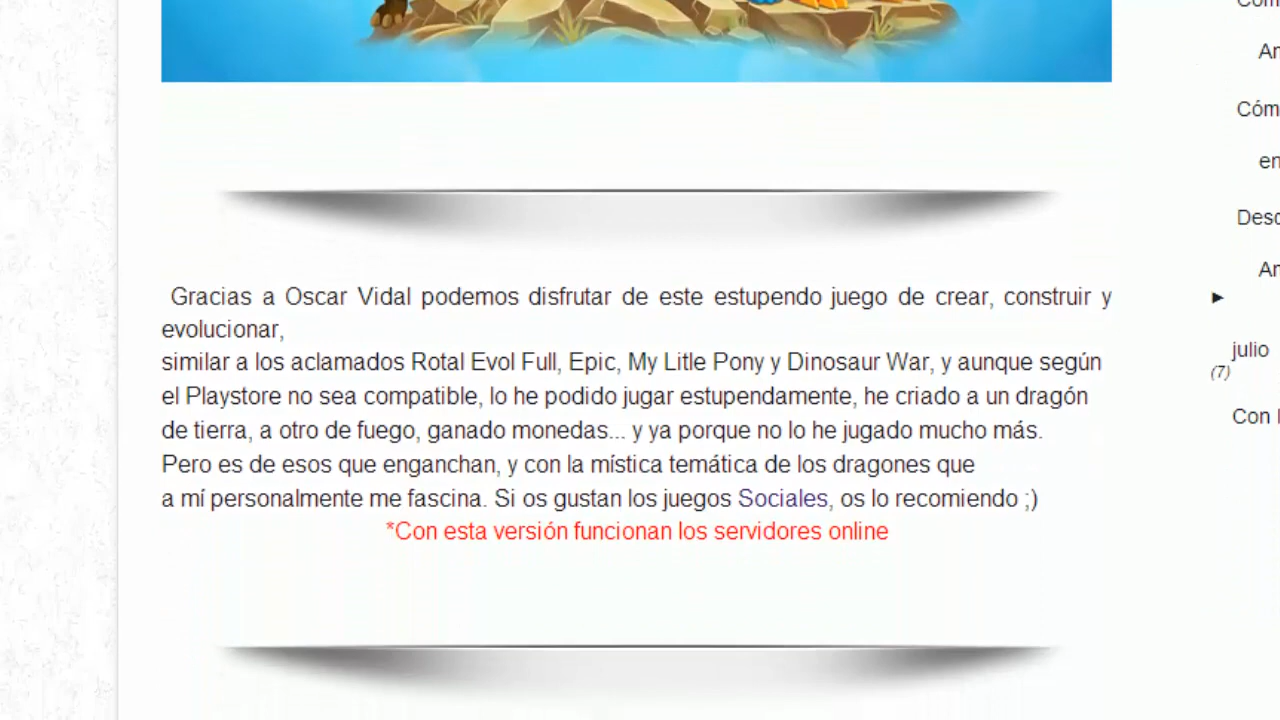 Gracias a Oscar Vidal podemos disfrutar de este estupendo juego de crear, construir y
evolucionar,
similar a los aclamados Rotal Evol Full, Epic, My Litle Pony y Dinosaur War, y aunque según
el Playstore no sea compatible, lo he podido jugar estupendamente, he criado a un dragón
de tierra, a otro de fuego, ganado monedas... y ya porque no lo he jugado mucho más.
Pero es de esos que enganchan, y con la mística temática de los dragones que
a mí personalmente me fascina. Si os gustan los juegos Sociales, os lo recomiendo ;)
*Con esta versión funcionan los servidores online
An
Cóm
en
Desc
An
►
julio
(7)
Con